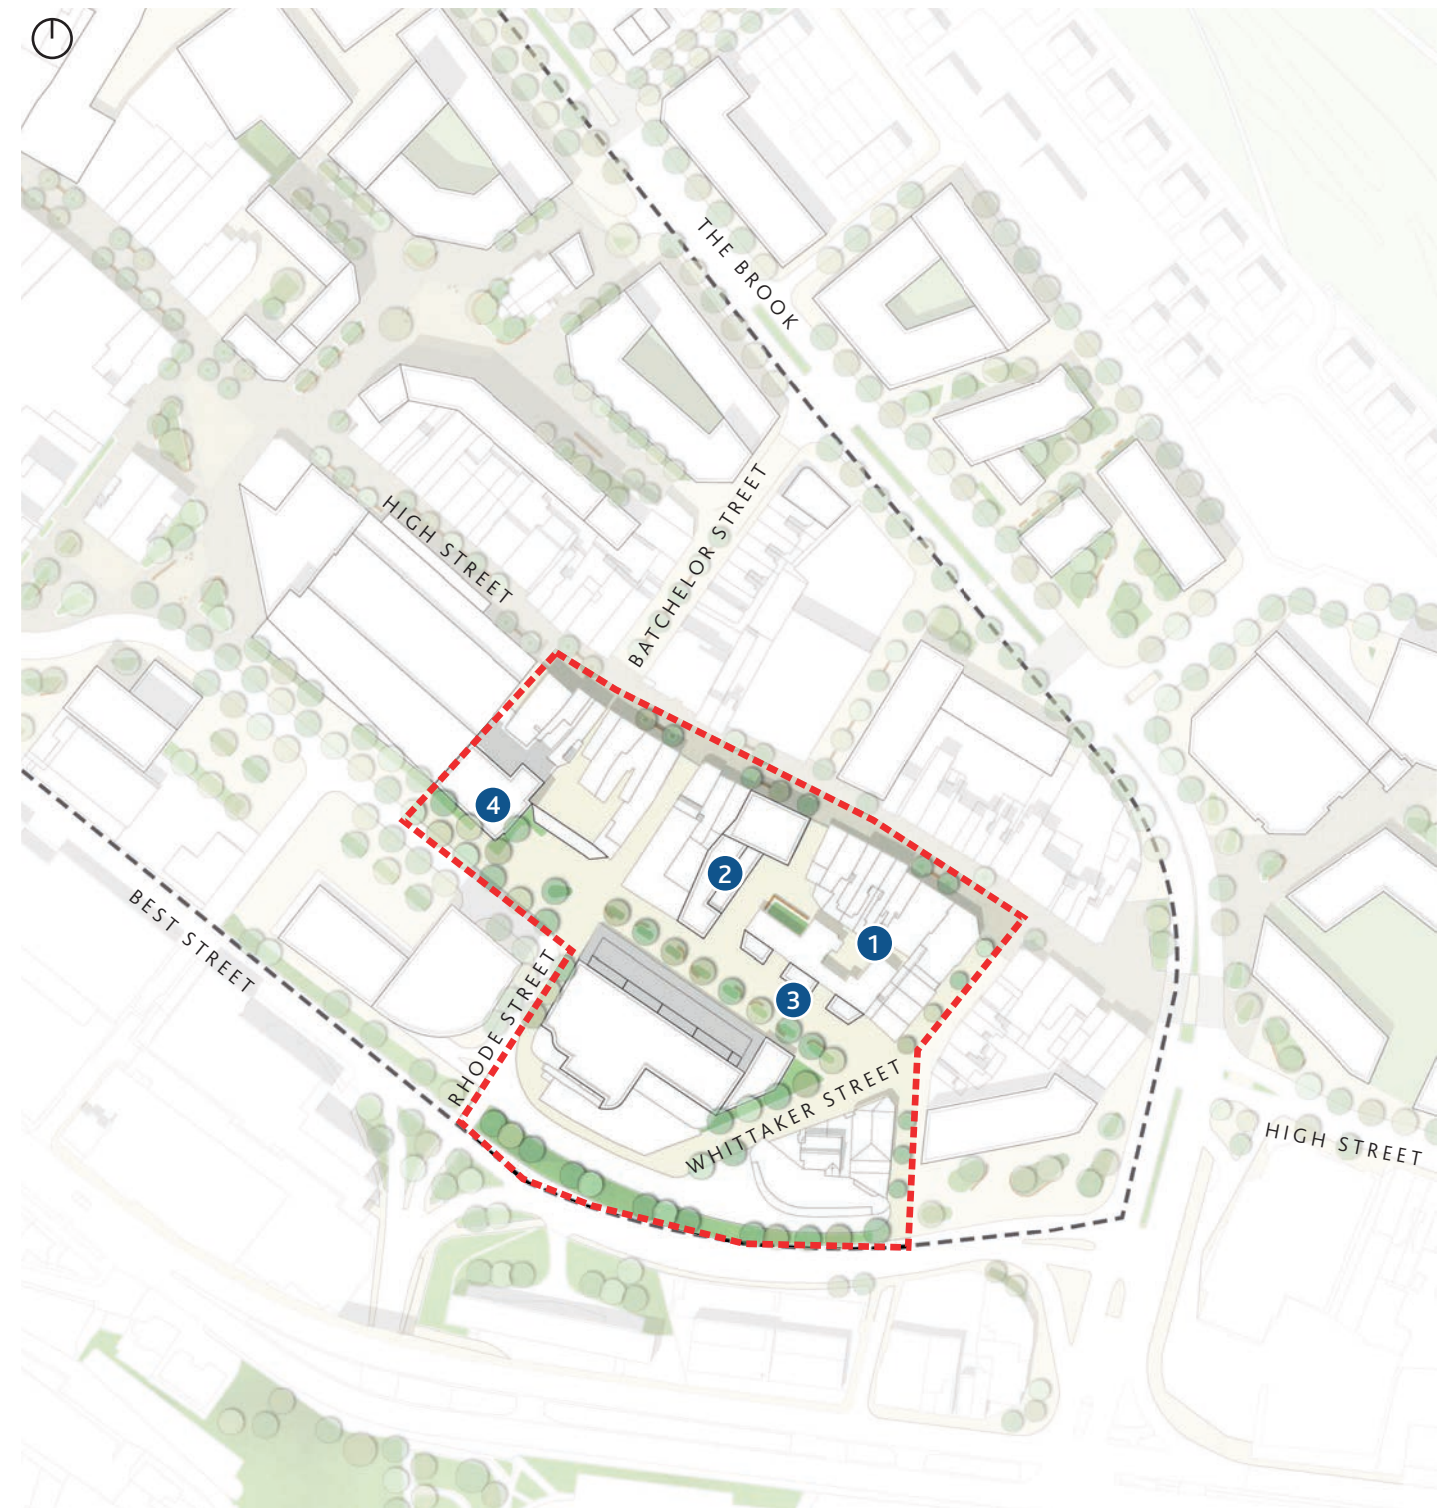 THE BROOK
HIGH STREET
BATCHELOR STREET
4
2
1
3
BEST STREET
RHODE STREET
WHITTAKER STREET
HIGH STREET